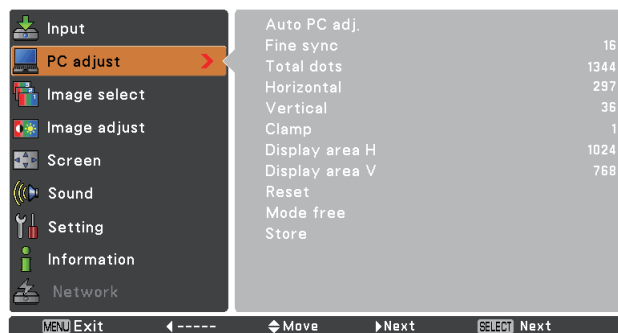 Input
PC adjust
Image select
Image adjust
Screen
Sound
Setting
Information
Network
Auto PC adj.
Fine sync 16
Total dots 1344
Horizontal 297
Vertical 36
Clamp 1
Display area H 1024
Display area V 768
Reset
Mode free
Store
MENU Exit ----- Move Next SELECT Next